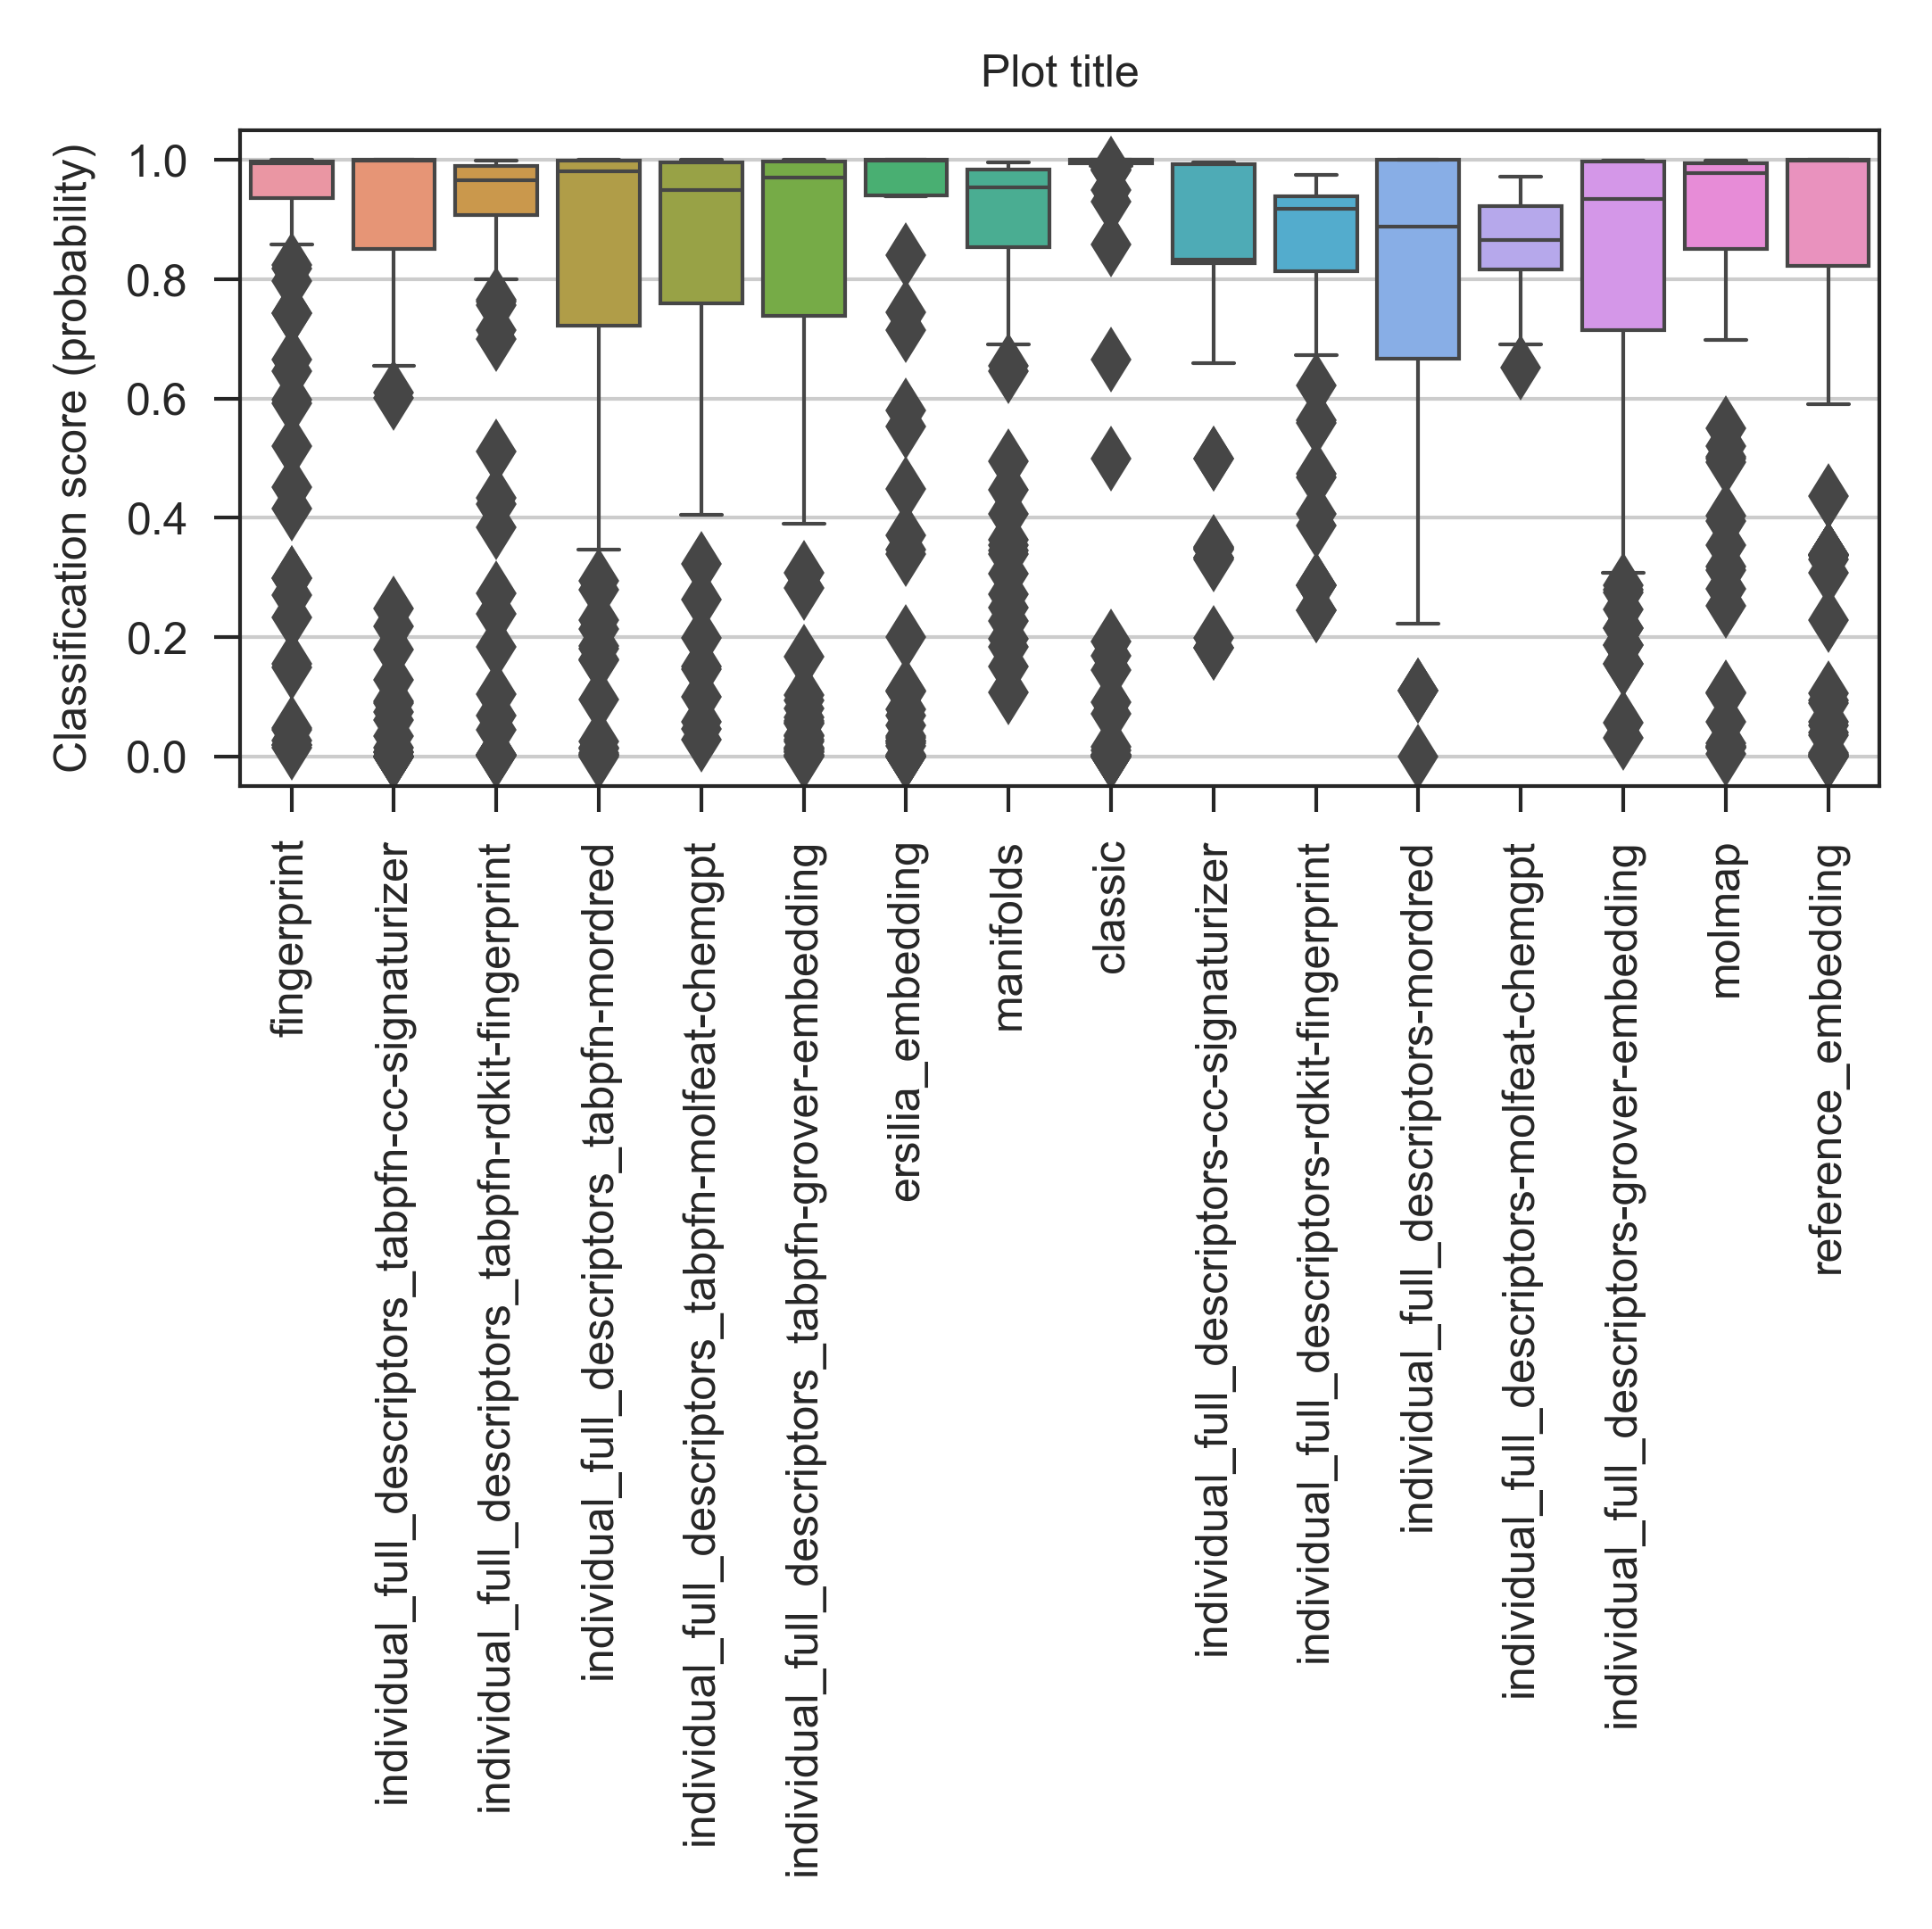 Plot title
Classification score (probability)
1.0
0.8
0.6
0.4
0.2
0.0
fingerprint
individual_full_descriptors_tabpfn-cc-signaturizer
individual_full_descriptors_tabpfn-rdkit-fingerprint
individual_full_descriptors_tabpfn-mordred
individual_full_descriptors_tabpfn-molfeat-chemgpt
individual_full_descriptors_tabpfn-grover-embedding
ersilia_embedding
manifolds
classic
individual_full_descriptors-cc-signaturizer
individual_full_descriptors-rdkit-fingerprint
individual_full_descriptors-mordred
individual_full_descriptors-molfeat-chemgpt
individual_full_descriptors-grover-embedding
molmap
reference_embedding